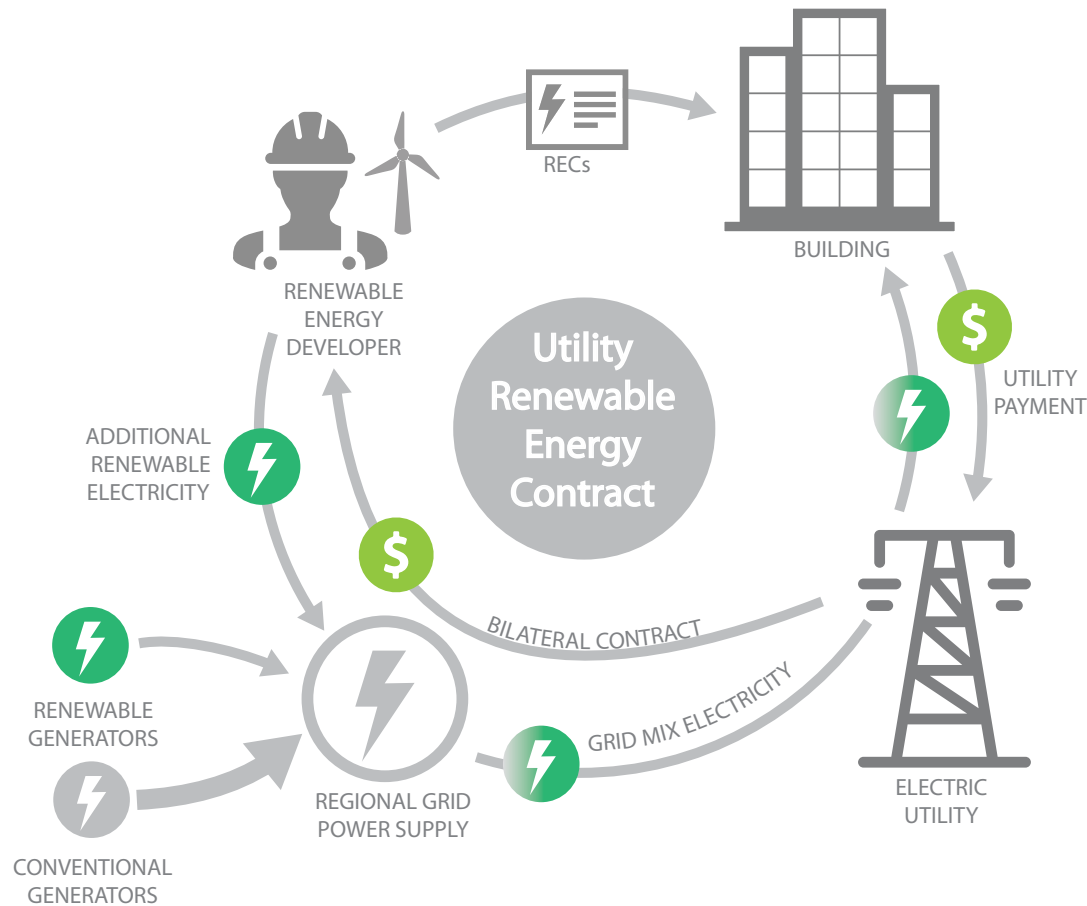 RECs
BUILDING
RENEWABLE
ENERGY
DEVELOPER
Utility
Renewable
Energy
Contract
$
UTILITY
PAYMENT
ADDITIONAL
RENEWABLE
ELECTRICITY
$
BILATERAL CONTRACT
GRID MIX ELECTRICITY
RENEWABLE
GENERATORS
REGIONAL GRID
POWER SUPPLY
ELECTRIC
UTILITY
CONVENTIONAL
GENERATORS